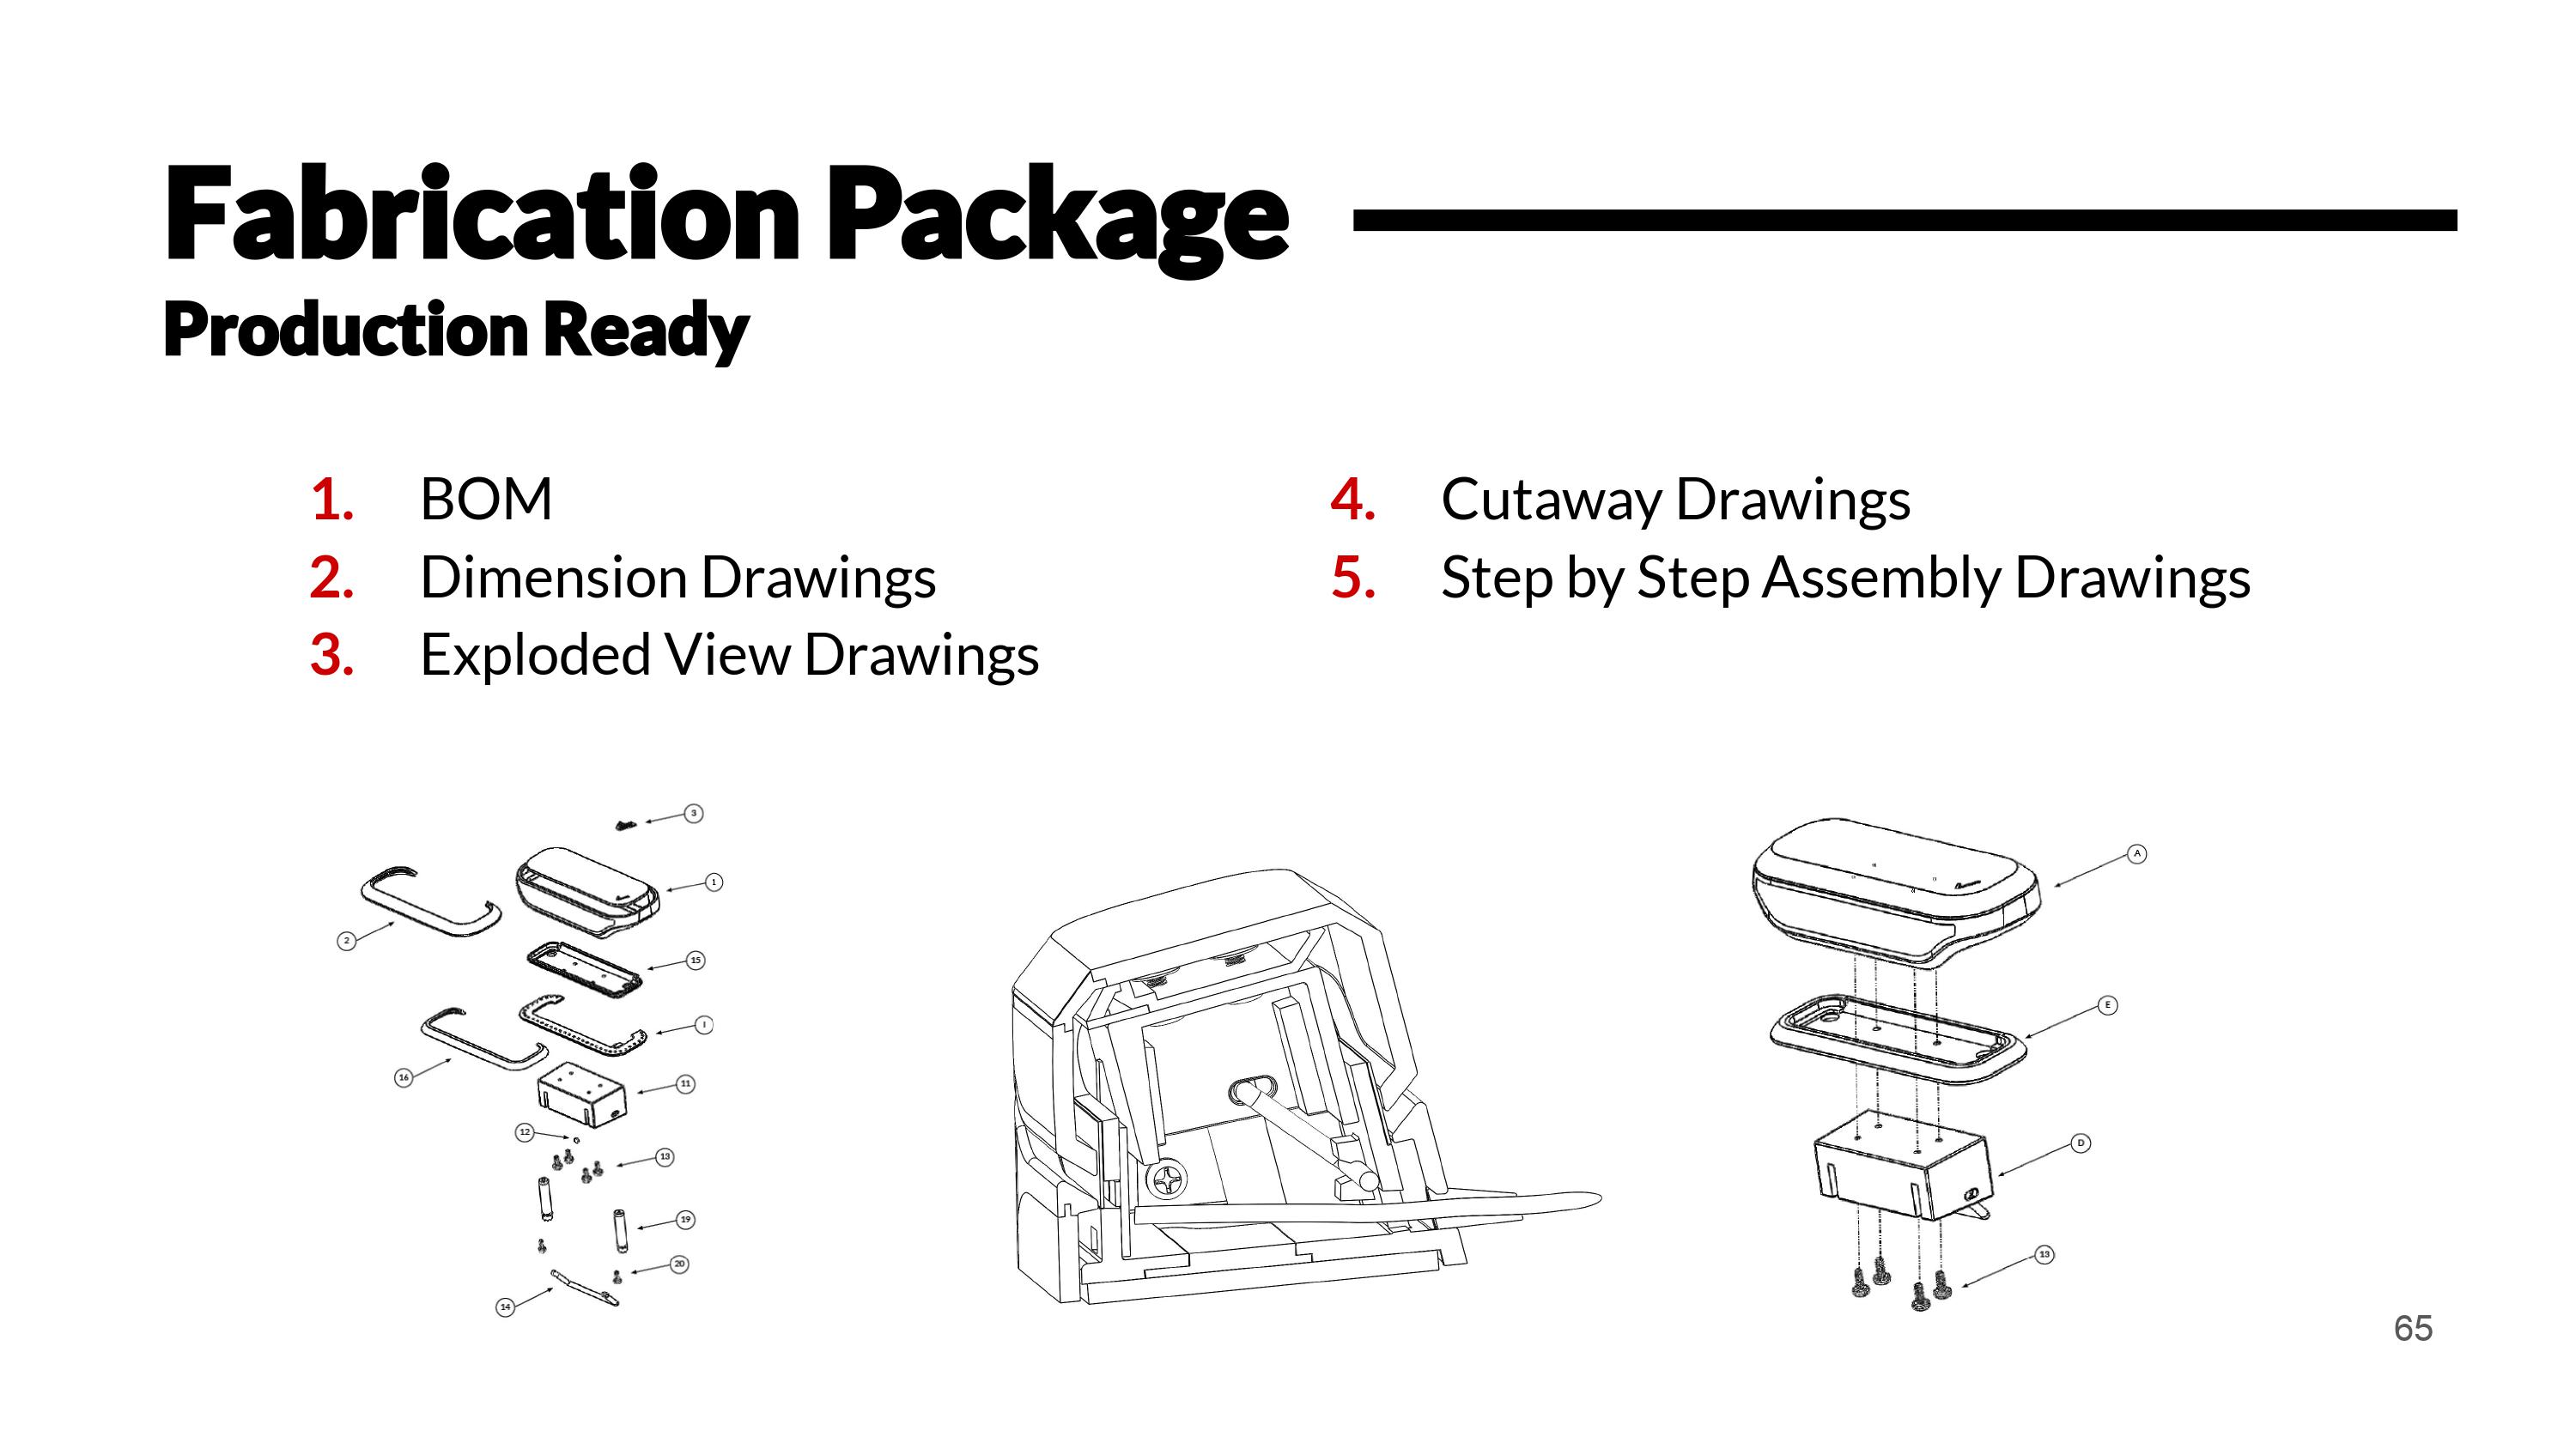 Fabrication Package
Production Ready
1. BOM
2. Dimension Drawings
3. Exploded View Drawings
4. Cutaway Drawings
5. Step by Step Assembly Drawings
3
1
2
15
I
16
11
12
13
19
20
14
A
E
D
13
65